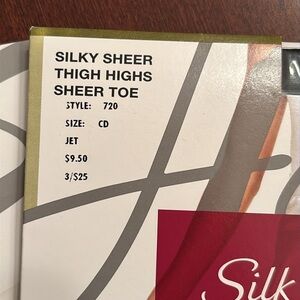 SILKY SHEER
THIGH HIGHS
SHEER TOE
STYLE: 720
SIZE: CD
JET
$9.50
3/$25
Silk